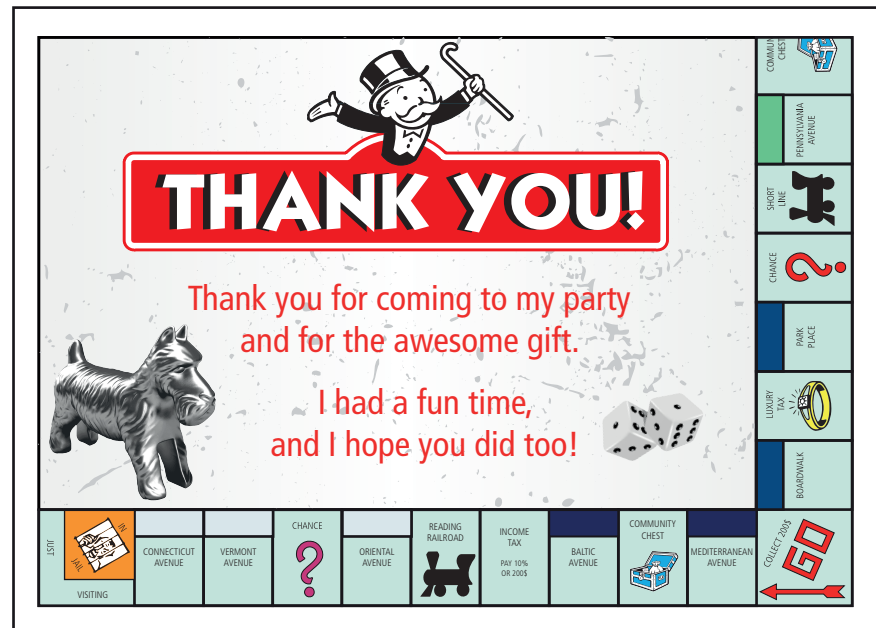 THANK YOU!
Thank you for coming to my party
and for the awesome gift.
I had a fun time,
and I hope you did too!
COMMUN
CHEST
PENNSYLVANIA
AVENUE
SHORT
LINE
CHANCE
PARK
PLACE
LUXURY
TAX
BOARDWALK
COLLECT 200$
GO
JUST
IN
JAIL
VISITING
CONNECTICUT
AVENUE
VERMONT
AVENUE
CHANCE
ORIENTAL
AVENUE
READING
RAILROAD
INCOME
TAX
PAY 10%
OR 200$
BALTIC
AVENUE
COMMUNITY
CHEST
MEDITERRANEAN
AVENUE